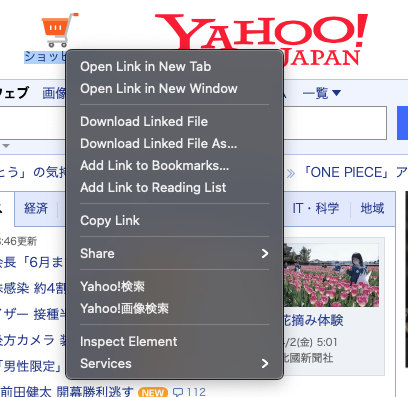 YAHOO!
JAPAN
ショッピ
ウェブ 画像 一覧▼
Open Link in New Tab
Open Link in New Window
Download Linked File
Download Linked File As...
Add Link to Bookmarks...
Add Link to Reading List
Copy Link
Share
Yahoo!検索
Yahoo!画像検索
Inspect Element
Services
とう」の気持 「ONE PIECE」ア
経済 IT・科学 地域
:46更新
会長「6月ま
感染 約4割
イザー 接種
後方カメラ
「男性限定」
花摘み体験
4/2(金) 5:01
北國新聞社
前田健太 開幕勝利逃す NEW 112